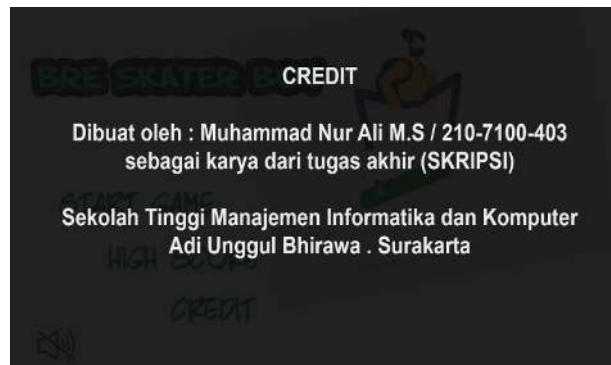 BRE SKATER BOY
CREDIT
Dibuat oleh : Muhammad Nur Ali M.S / 210-7100-403
sebagai karya dari tugas akhir (SKRIPSI)
START GAME
Sekolah Tinggi Manajemen Informatika dan Komputer
Adi Unggul Bhirawa . Surakarta
HIGH SCORE
CREDIT